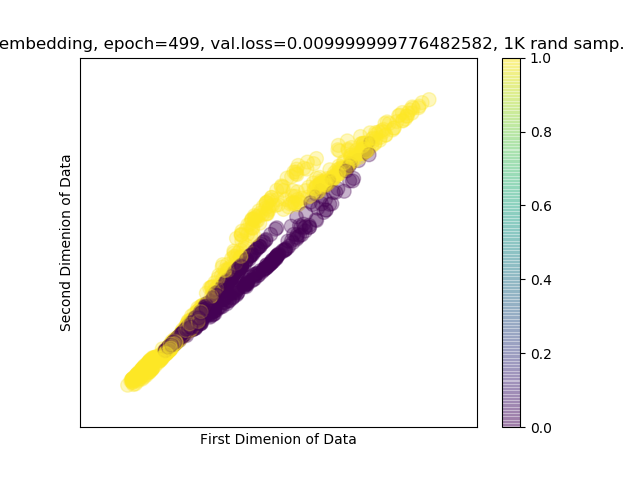 embedding, epoch=499, val.loss=0.009999999776482582, 1K rand samp.
1.0
0.8
0.6
0.4
0.2
0.0
Second Dimenion of Data
First Dimenion of Data